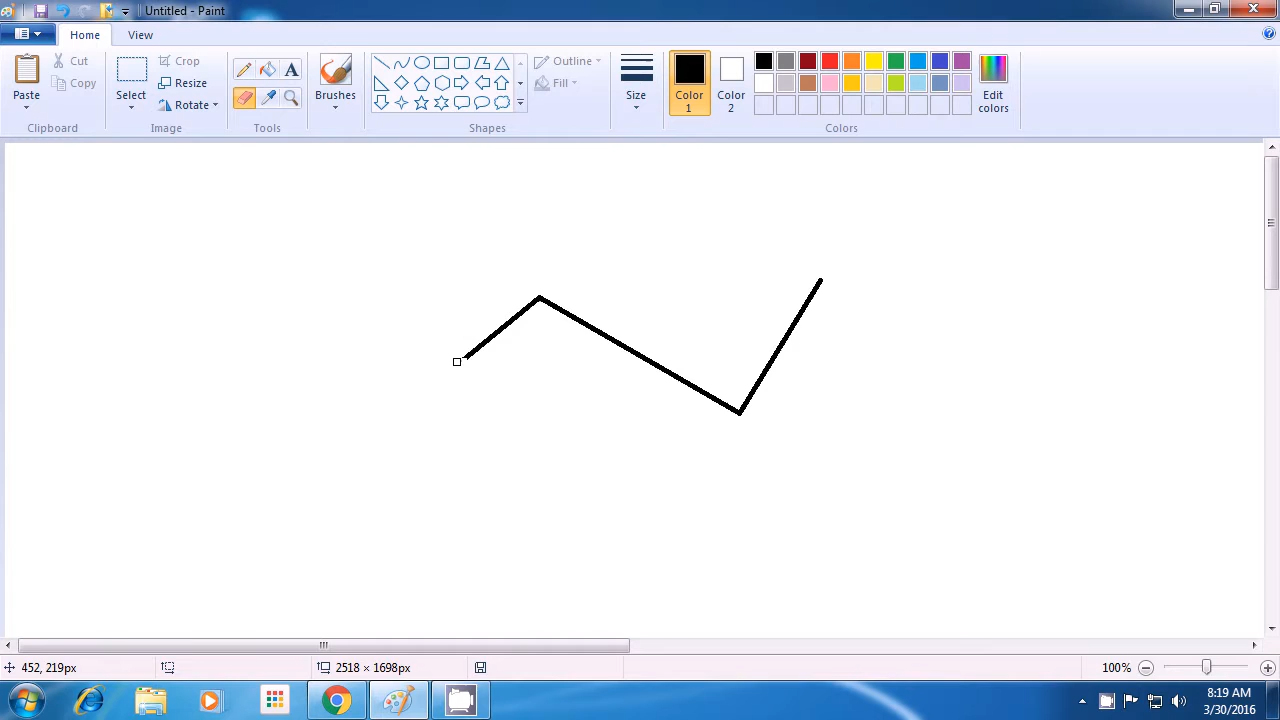 Untitled - Paint
Home View
Paste
Cut
Copy
Clipboard
Select
Crop
Resize
Rotate
Image
A
Tools
Brushes
Outline
Fill
Shapes
Size
Color 1
Color 2
Edit colors
Colors
452, 219px
2518 × 1698px
100%
8:19 AM
3/30/2016